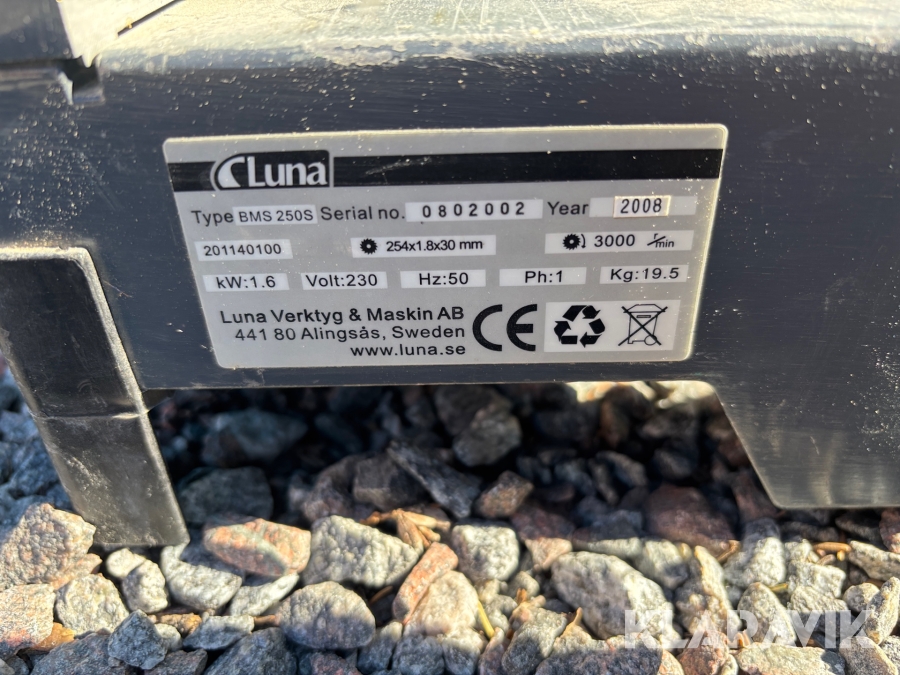 Luna
Type BMS 250S Serial no. 0802002 Year 2008
201140100 254x1.8x30 mm 3000 r/min
kW:1.6 Volt:230 Hz:50 Ph:1 Kg:19.5
Luna Verktyg & Maskin AB
441 80 Alingsås, Sweden
www.luna.se
CE
KLARAVIK